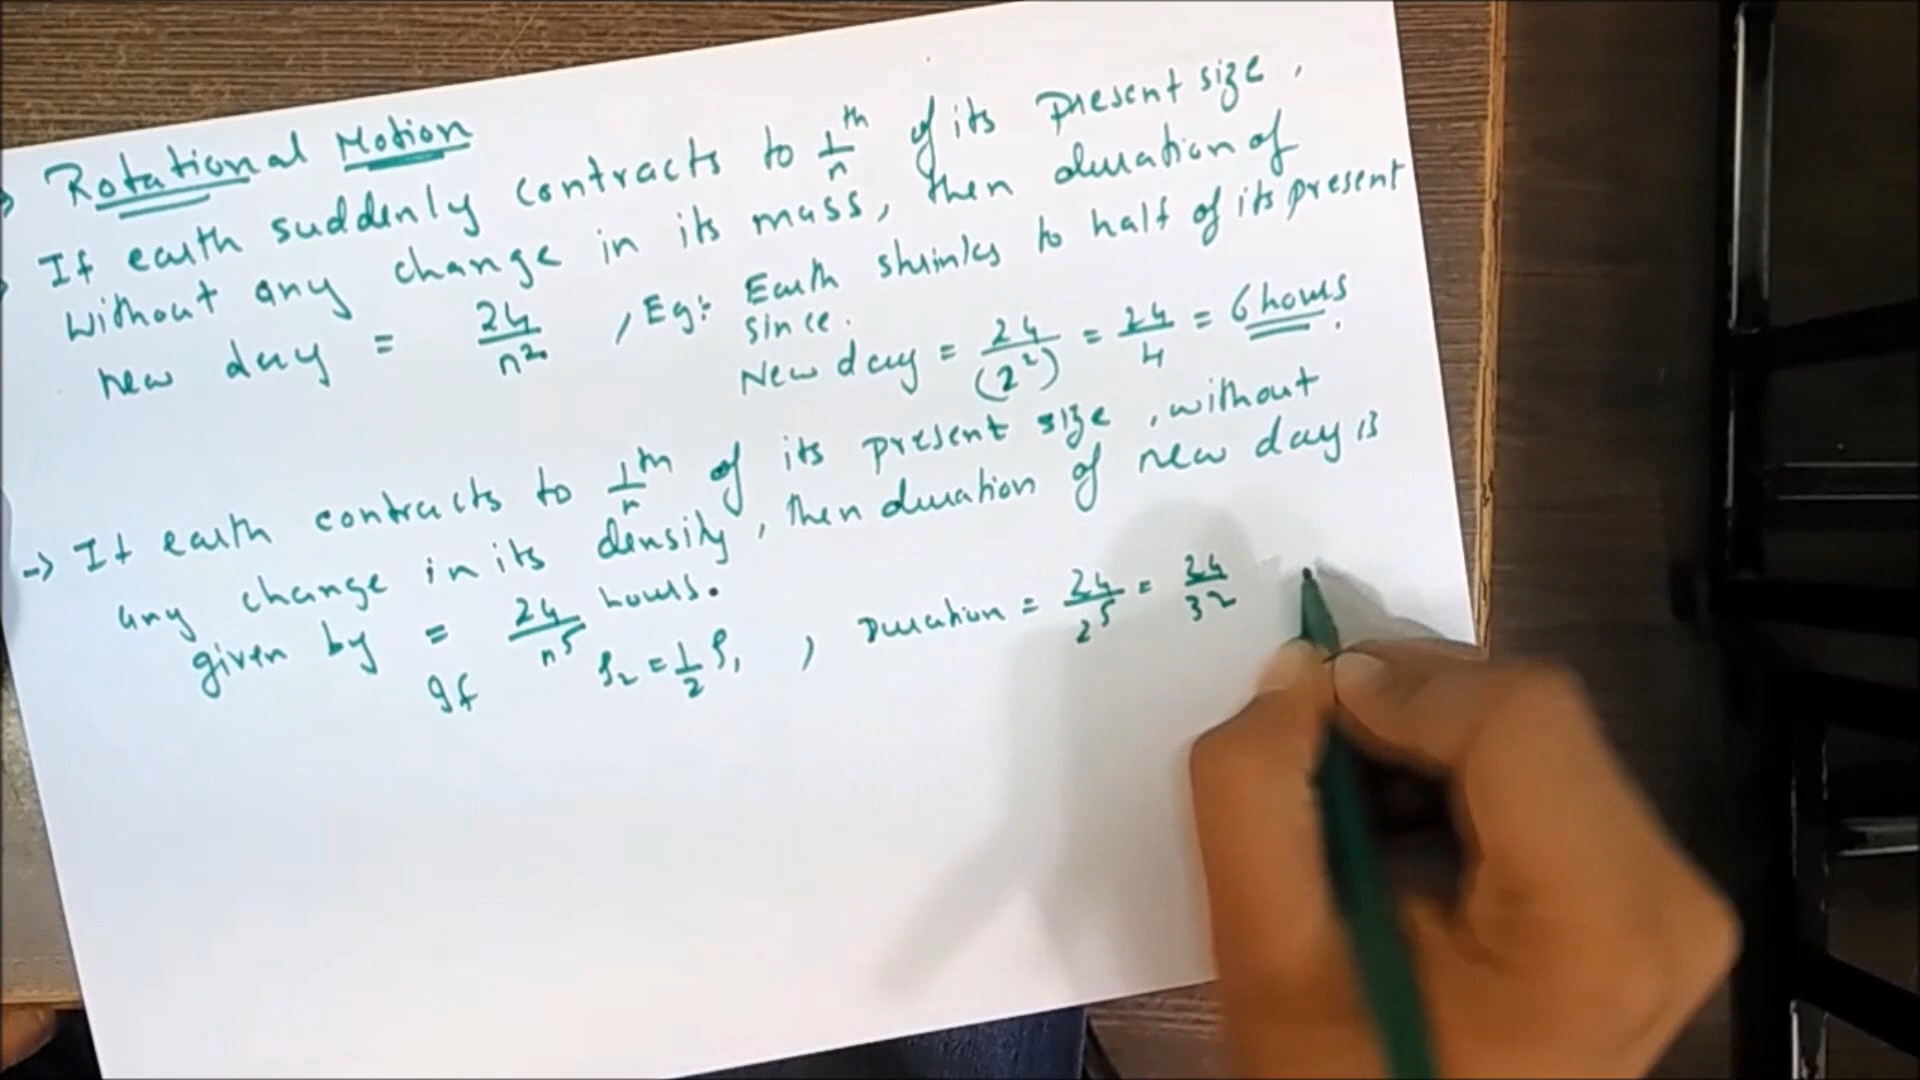 Rotational Motion
If earth suddenly contracts to 1/n th of its present size,
without any change in its mass, then duration of
new day = 24/n², Eg: Earth shrinks to half of its present
since.
New day = 24/(2²) = 24/4 = 6 hours.
-> If earth contracts to 1/n th of its present size, without
any change in its density, then duration of new day is
given by = 24/n⁵ hours.
If ρ₂ = 1/2 ρ₁, Duration = 24/2⁵ = 24/32